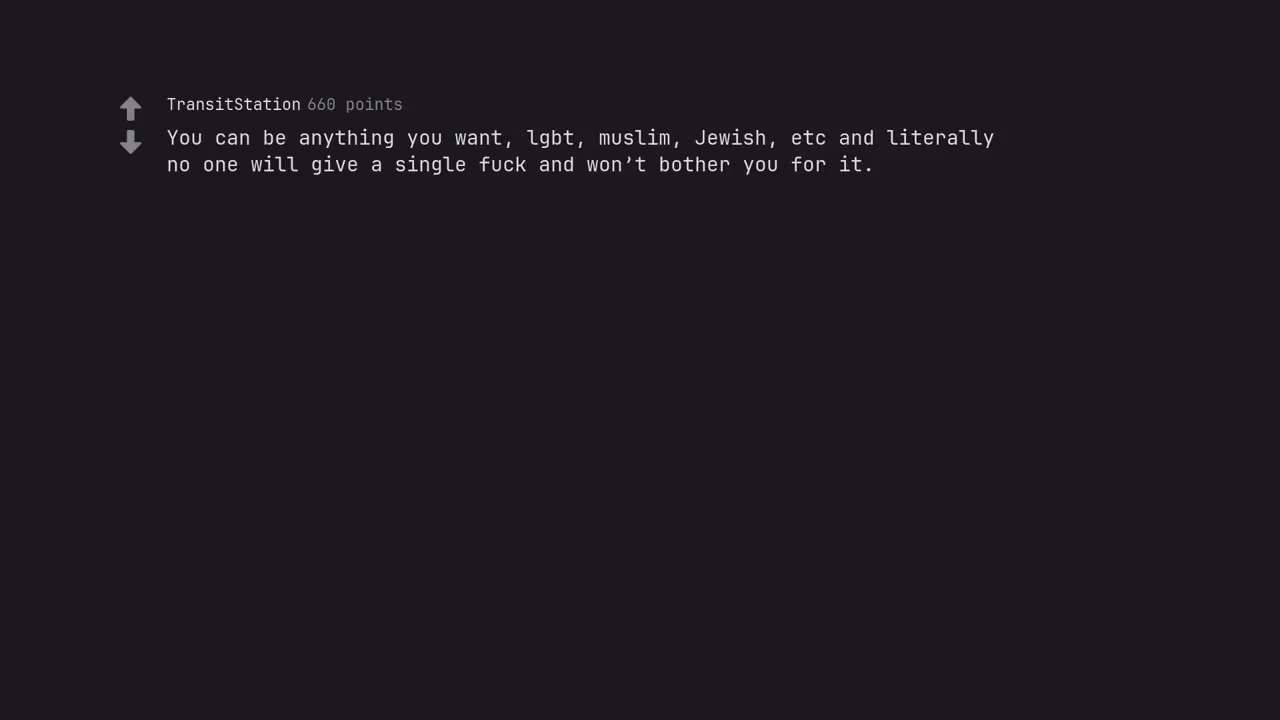 TransitStation 660 points
You can be anything you want, lgbt, muslim, Jewish, etc and literally
no one will give a single fuck and won’t bother you for it.